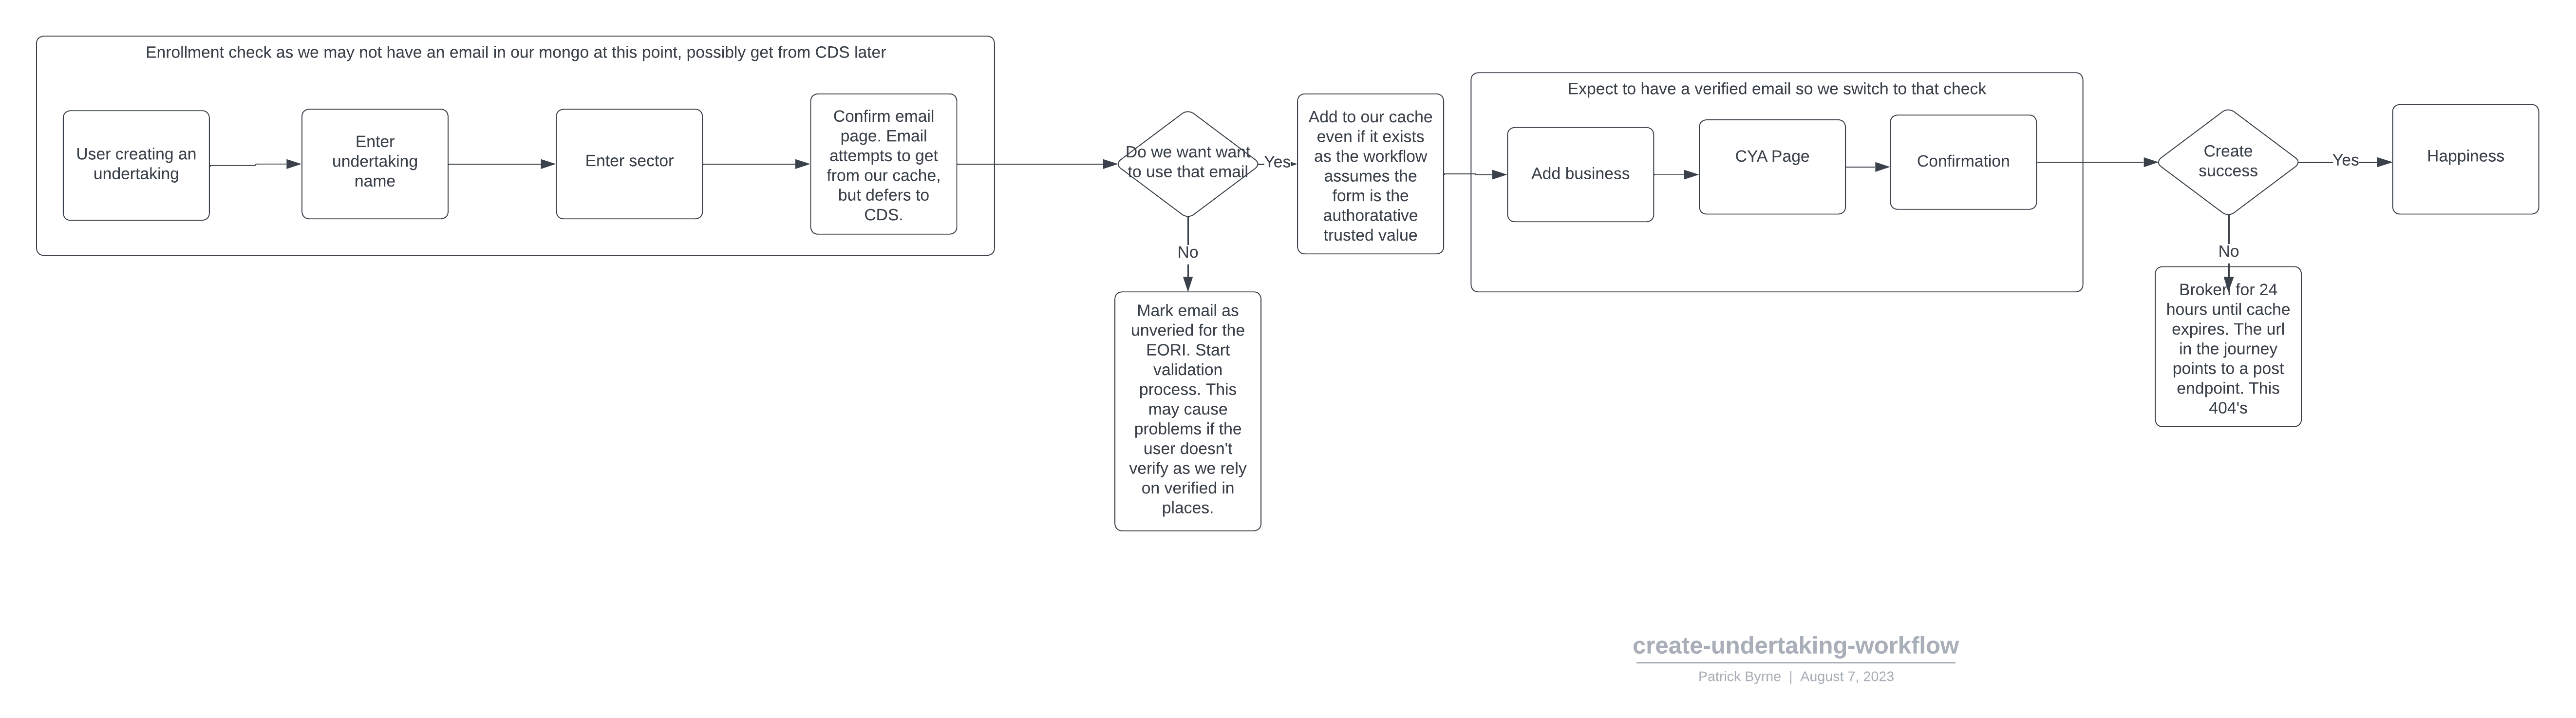 Enrollment check as we may not have an email in our mongo at this point, possibly get from CDS later
User creating an
undertaking
Enter
undertaking
name
Enter sector
Confirm email
page. Email
attempts to get
from our cache,
but defers to
CDS.
Do we want want
to use that email
Yes
No
Mark email as
unveried for the
EORI. Start
validation
process. This
may cause
problems if the
user doesn't
verify as we rely
on verified in
places.
Add to our cache
even if it exists
as the workflow
assumes the
form is the
authoratative
trusted value
Expect to have a verified email so we switch to that check
Add business
CYA Page
Confirmation
Create
success
Yes
Happiness
No
Broken for 24
hours until cache
expires. The url
in the journey
points to a post
endpoint. This
404's
create-undertaking-workflow
Patrick Byrne | August 7, 2023